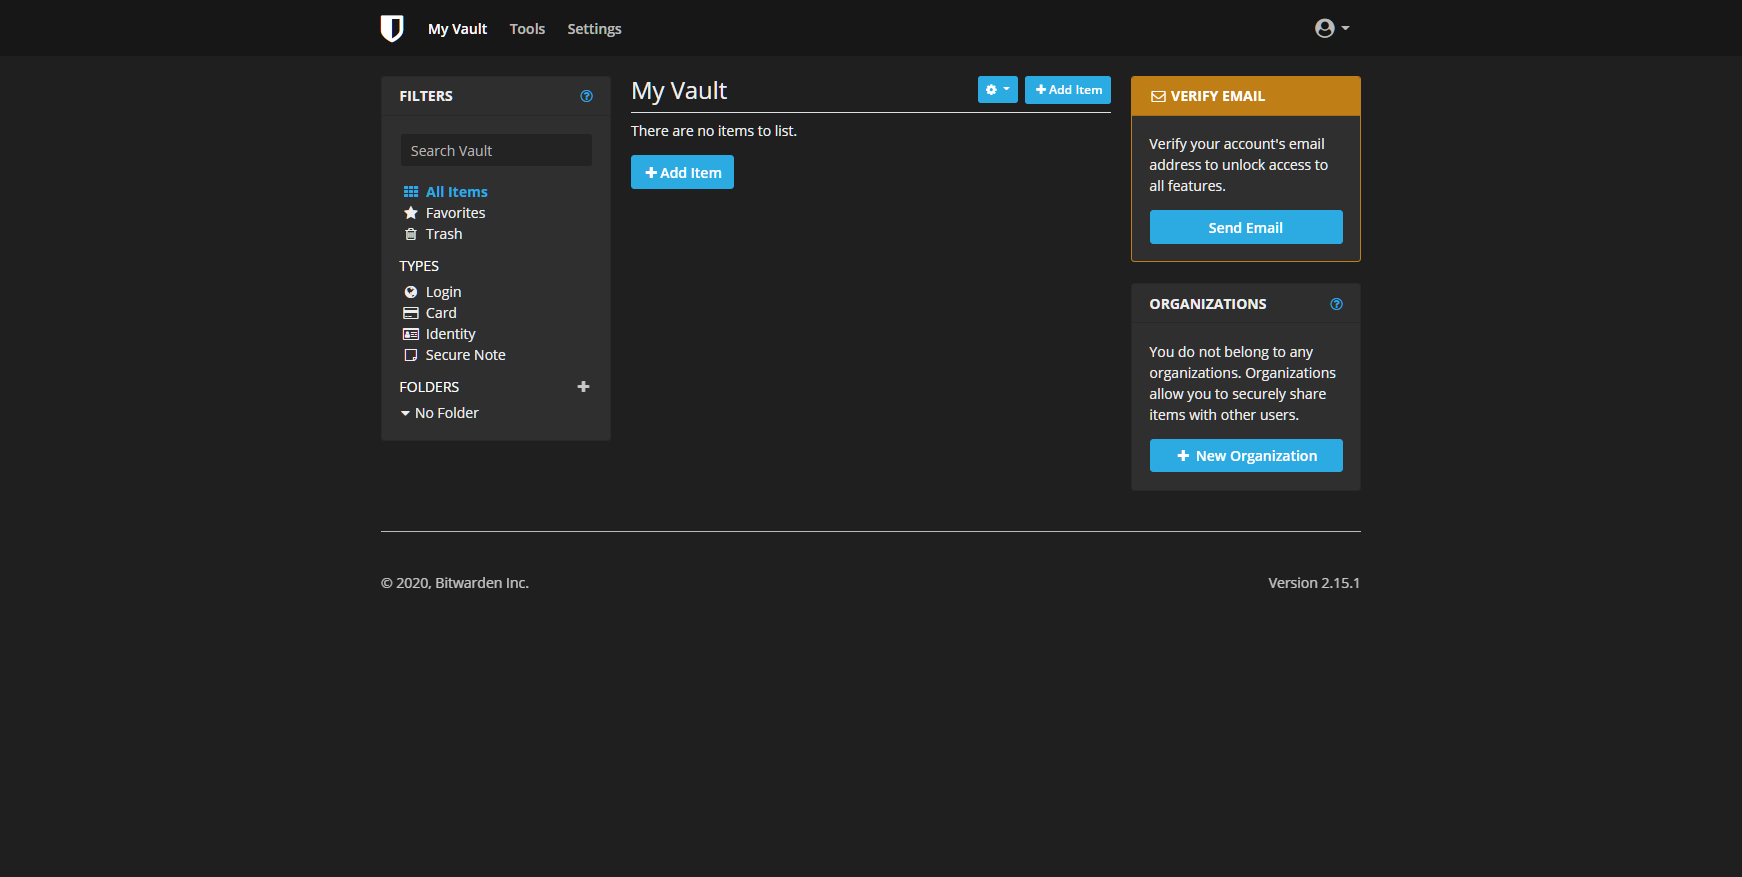 My Vault
Tools
Settings
FILTERS
Search Vault
All Items
Favorites
Trash
TYPES
Login
Card
Identity
Secure Note
FOLDERS
No Folder
My Vault
Add Item
There are no items to list.
Add Item
VERIFY EMAIL
Verify your account's email
address to unlock access to
all features.
Send Email
ORGANIZATIONS
You do not belong to any
organizations. Organizations
allow you to securely share
items with other users.
New Organization
© 2020, Bitwarden Inc.
Version 2.15.1